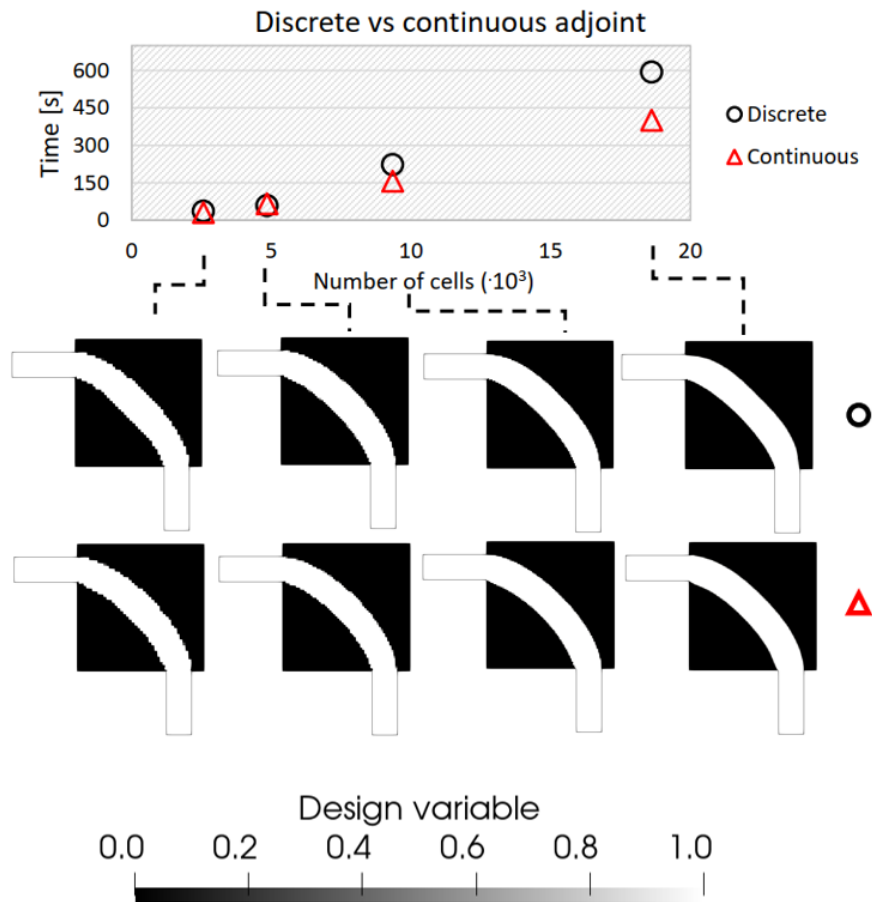 Discrete vs continuous adjoint
Time [s]
600
450
300
150
0
0 5 10 15 20
Number of cells (·10³)
Discrete
Continuous
Design variable
0.0 0.2 0.4 0.6 0.8 1.0